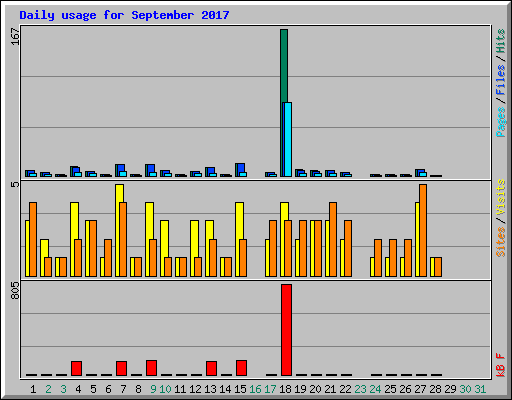 Daily usage for September 2017
167
Pages / Files / Hits
5
Sites / Visits
805
kB F
1 2 3 4 5 6 7 8 9 10 11 12 13 14 15 16 17 18 19 20 21 22 23 24 25 26 27 28 29 30 31